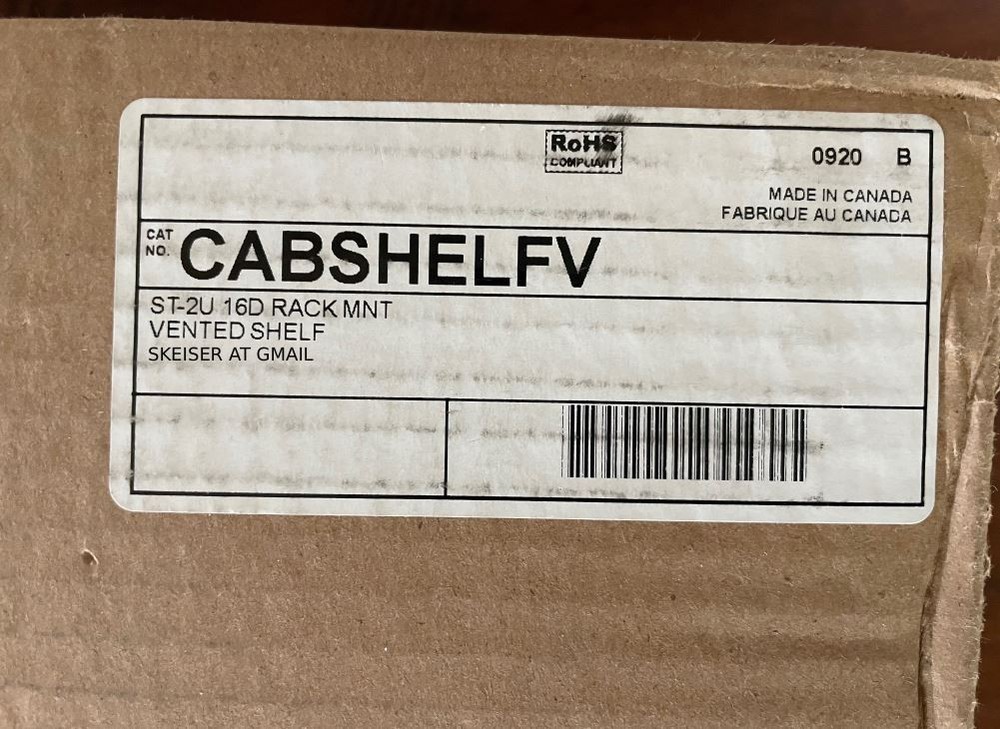 RoHS
COMPLIANT
0920 B
MADE IN CANADA
FABRIQUE AU CANADA
CAT
NO. CABSHELFV
ST-2U 16D RACK MNT
VENTED SHELF
SKEISER AT GMAIL